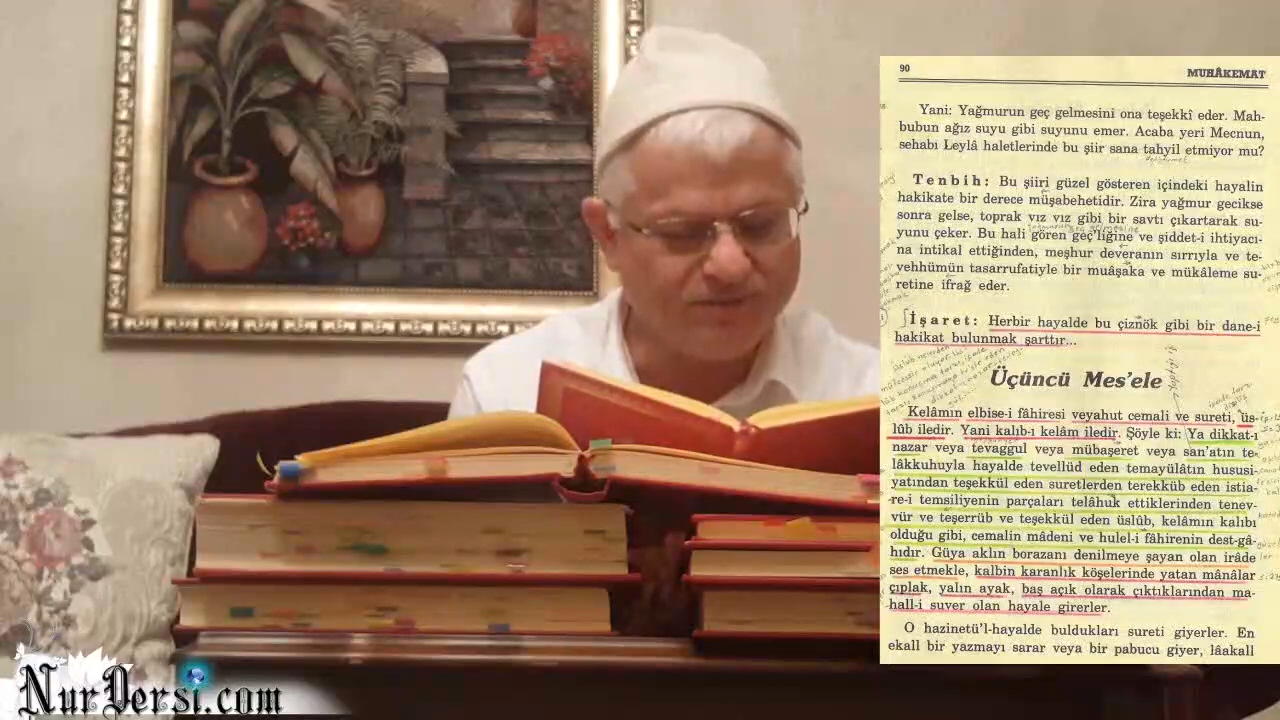 90
MUHÂKEMAT
Yani: Yağmurun geç gelmesini ona teşekkî eder. Mah-
bubun ağız suyu gibi suyunu emer. Acaba yeri Mecnun,
sehabı Leylâ haletlerinde bu şiir sana tahyil etmiyor mu?
Tenbih: Bu şiiri güzel gösteren içindeki hayalin
hakikate bir derece müşabehetidir. Zira yağmur gecikse
sonra gelse, toprak vız vız gibi bir savtı çıkartarak su-
yunu çeker. Bu hali gören geç'liğine ve şiddet-i ihtiyacı-
na intikal ettiğinden, meşhur deveranın sırrıyla ve te-
vehhümün tasarrufatiyle bir muâşaka ve mükâleme su-
retine ifrağ eder.
İşaret: Herbir hayalde bu çiznök gibi bir dane-i
hakikat bulunmak şarttır...
Üçüncü Mes'ele
Kelâmın elbise-i fâhiresi veyahut cemali ve sureti, üs-
lûb iledir. Yani kalıb-ı kelâm iledir. Şöyle ki: Ya dikkat-ı
nazar veya tevaggul veya mübaşeret veya san'atın te-
lâkkuhuyla hayalde tevellüd eden temayülâtın hususi-
yatından teşekkül eden suretlerden terekküb eden istia-
re-i temsiliyenin parçaları telâhuk ettiklerinden tenev-
vür ve teşerrüb ve teşekkül eden üslûb, kelâmın kalıbı
olduğu gibi, cemalin mâdeni ve hulel-i fâhirenin dest-gâ-
hıdır. Güya aklın borazanı denilmeye şayan olan irâde
ses etmekle, kalbin karanlık köşelerinde yatan mânâlar
çıplak, yalın ayak, baş açık olarak çıktıklarından ma-
hall-i suver olan hayale girerler.
O hazinetü'l-hayalde buldukları sureti giyerler. En
ekall bir yazmayı sarar veya bir pabucu giyer, lâakall
NurDersi.com